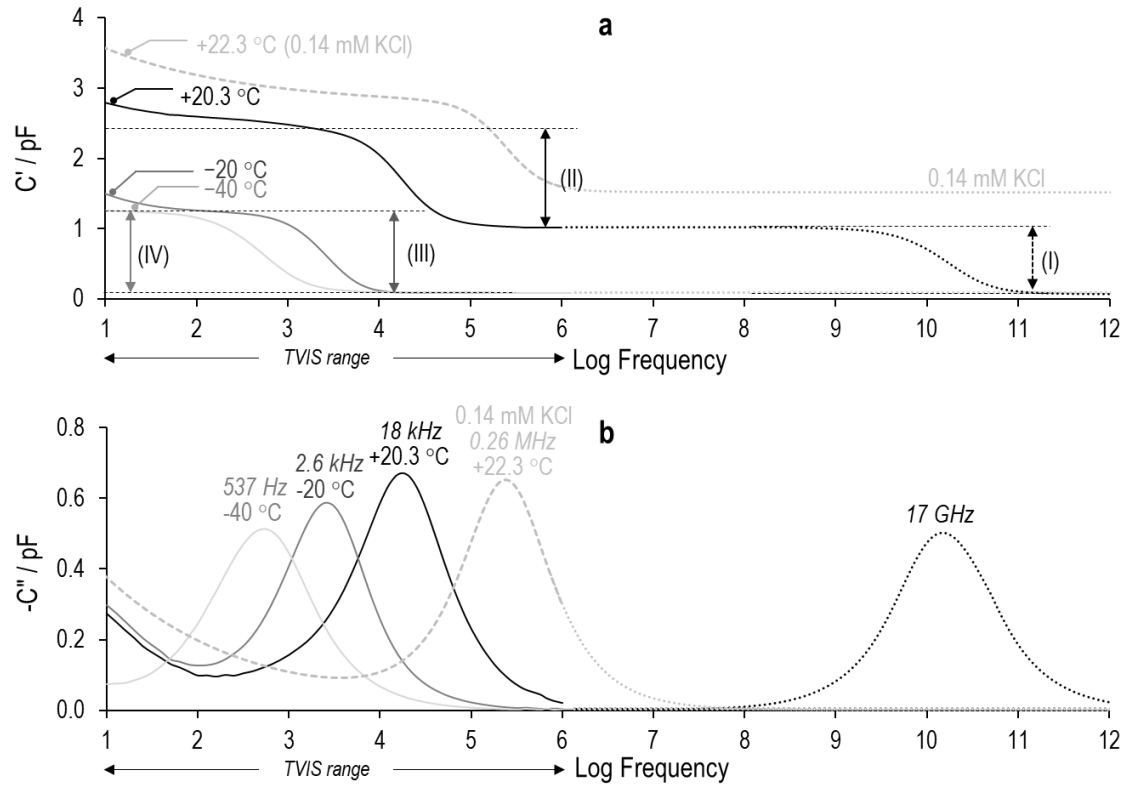 a
4
3
2
1
0
C' / pF
+22.3 °C (0.14 mM KCl)
+20.3 °C
−20 °C
−40 °C
(IV)
(III)
(II)
(I)
0.14 mM KCl
1 2 3 4 5 6 7 8 9 10 11 12
TVIS range
Log Frequency
b
0.8
0.6
0.4
0.2
0.0
-C'' / pF
537 Hz
-40 °C
2.6 kHz
-20 °C
18 kHz
+20.3 °C
0.14 mM KCl
0.26 MHz
+22.3 °C
17 GHz
1 2 3 4 5 6 7 8 9 10 11 12
TVIS range
Log Frequency